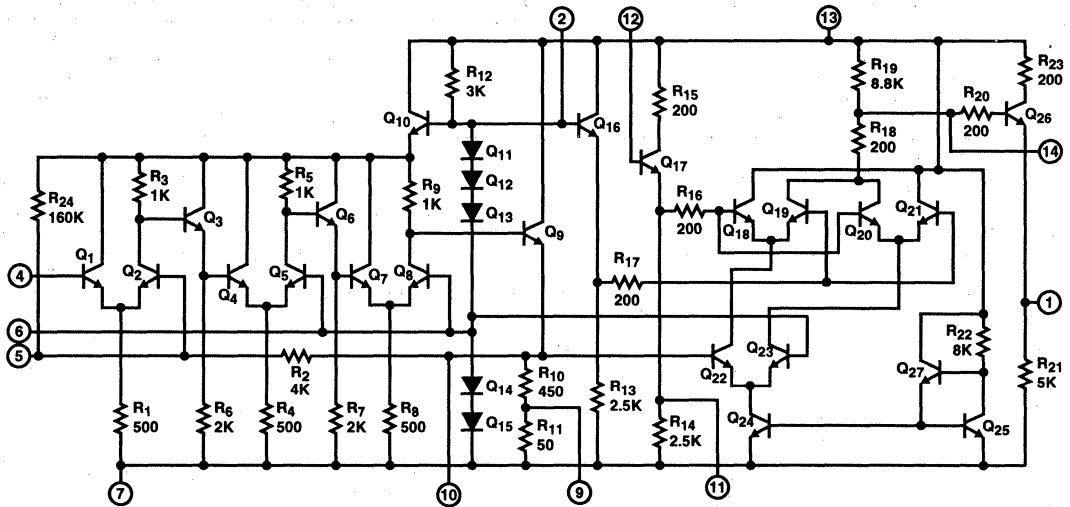 2 12 13
R12 3K
R15 200
R19 8.8K
R20 200
R23 200
Q10
Q16
Q26
Q11
Q17
R18 200
14
R3 1K
R5 1K
R9 1K
Q12
R24 160K
Q13
R16 200
Q3
Q6
Q9
Q18
Q19
Q20
Q21
4
Q1
Q2
Q4
Q5
Q7
Q8
R17 200
1
6
5
R2 4K
Q22
Q23
R22 8K
Q27
R21 5K
Q14
R10 450
R13 2.5K
R1 500
R6 2K
R4 500
R7 2K
R8 500
Q15
R11 50
R14 2.5K
Q24
Q25
7 10 9 11